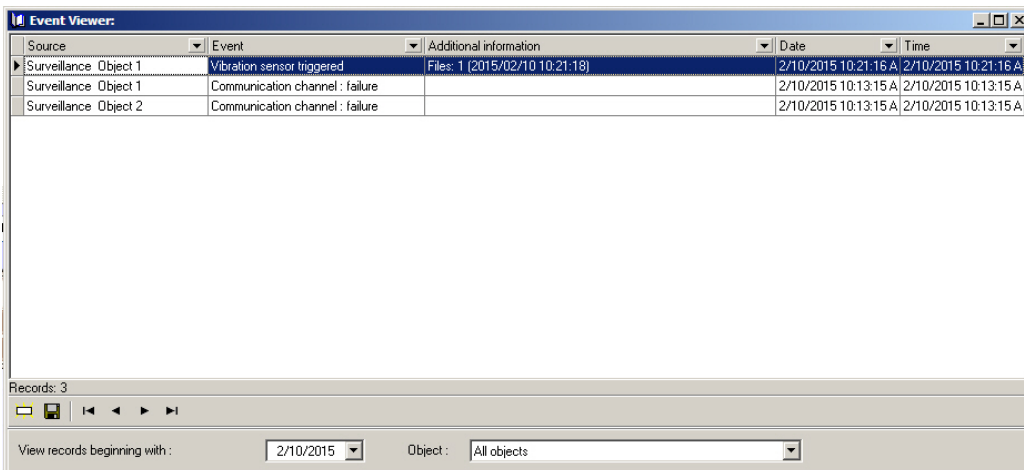 Event Viewer:
Source Event Additional information Date Time
Surveillance Object 1 Vibration sensor triggered Files: 1 (2015/02/10 10:21:18) 2/10/2015 10:21:16 A 2/10/2015 10:21:16 A
Surveillance Object 1 Communication channel : failure 2/10/2015 10:13:15 A 2/10/2015 10:13:15 A
Surveillance Object 2 Communication channel : failure 2/10/2015 10:13:15 A 2/10/2015 10:13:15 A
Records: 3
View records beginning with : 2/10/2015 Object : All objects